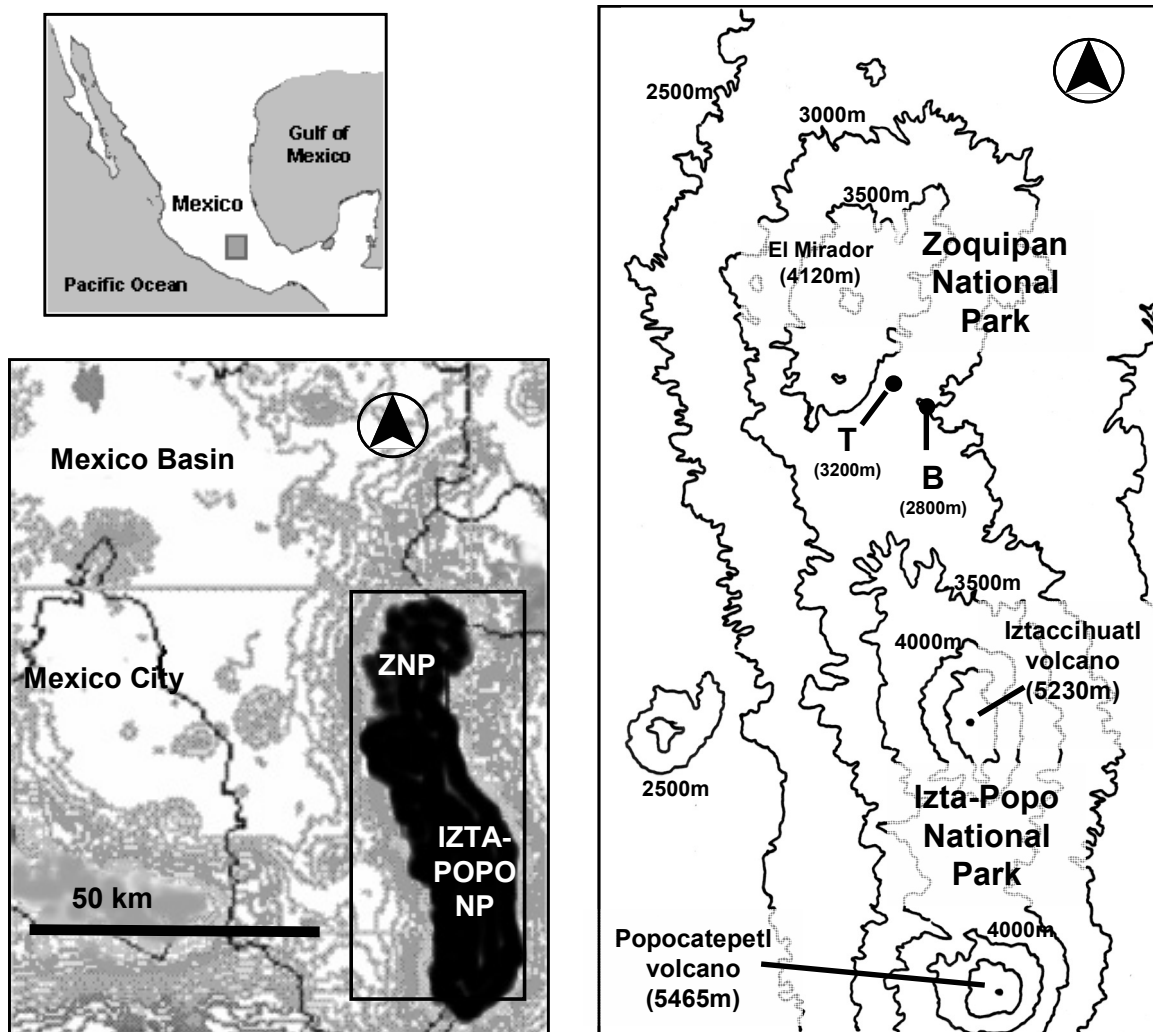 Gulf of
Mexico
Mexico
Pacific Ocean
Mexico Basin
Mexico City
ZNP
IZTA-
POPO
NP
50 km
2500m
3000m
3500m
El Mirador
(4120m)
Zoquipan
National
Park
T
(3200m)
B
(2800m)
3500m
4000m
Iztaccihuatl
volcano
(5230m)
2500m
Izta-Popo
National
Park
4000m
Popocatepetl
volcano
(5465m)